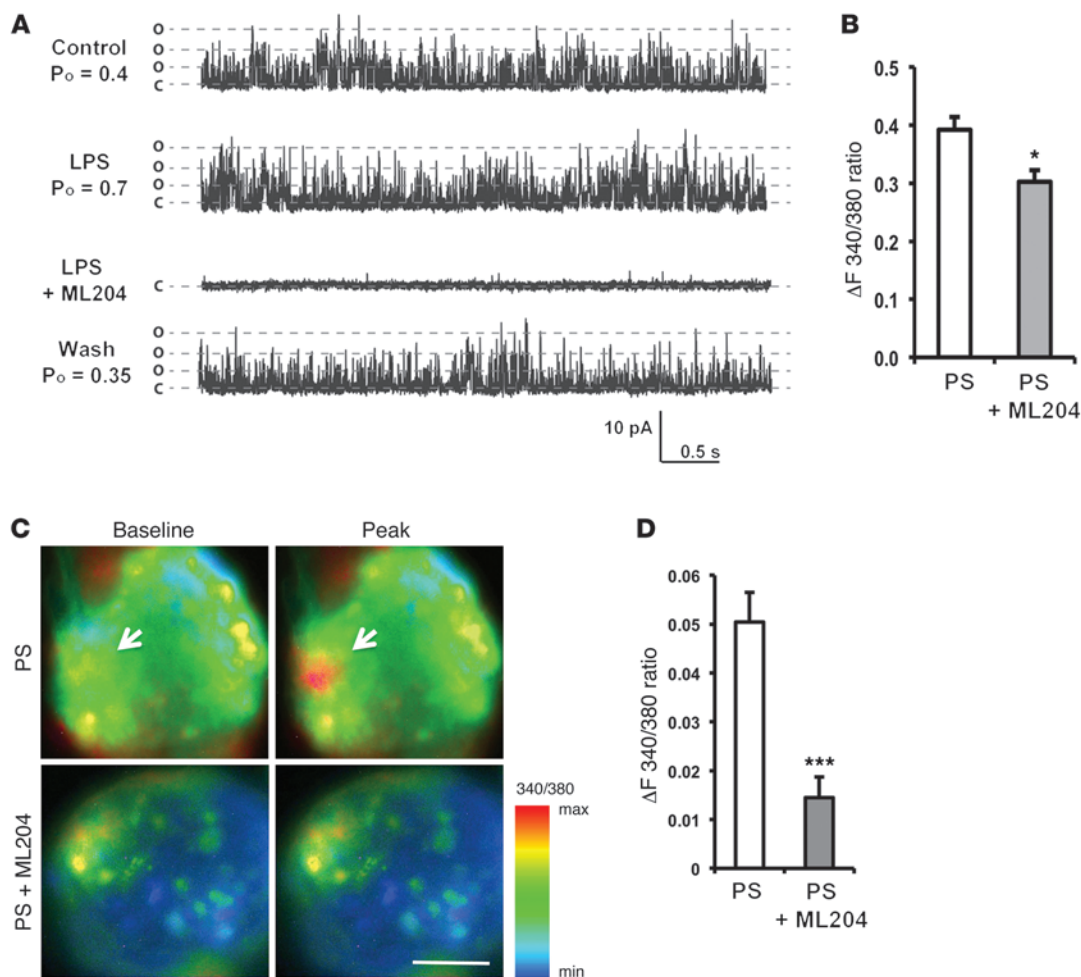 A
Control
Po = 0.4
o
o
o
c
LPS
Po = 0.7
o
o
o
c
LPS
+ ML204
c
Wash
Po = 0.35
o
o
o
c
10 pA
0.5 s
B
ΔF 340/380 ratio
0.5
0.4
0.3
0.2
0.1
0.0
*
PS
PS
+ ML204
C
Baseline
Peak
PS
PS + ML204
340/380
max
min
D
ΔF 340/380 ratio
0.06
0.05
0.04
0.03
0.02
0.01
0
***
PS
PS
+ ML204